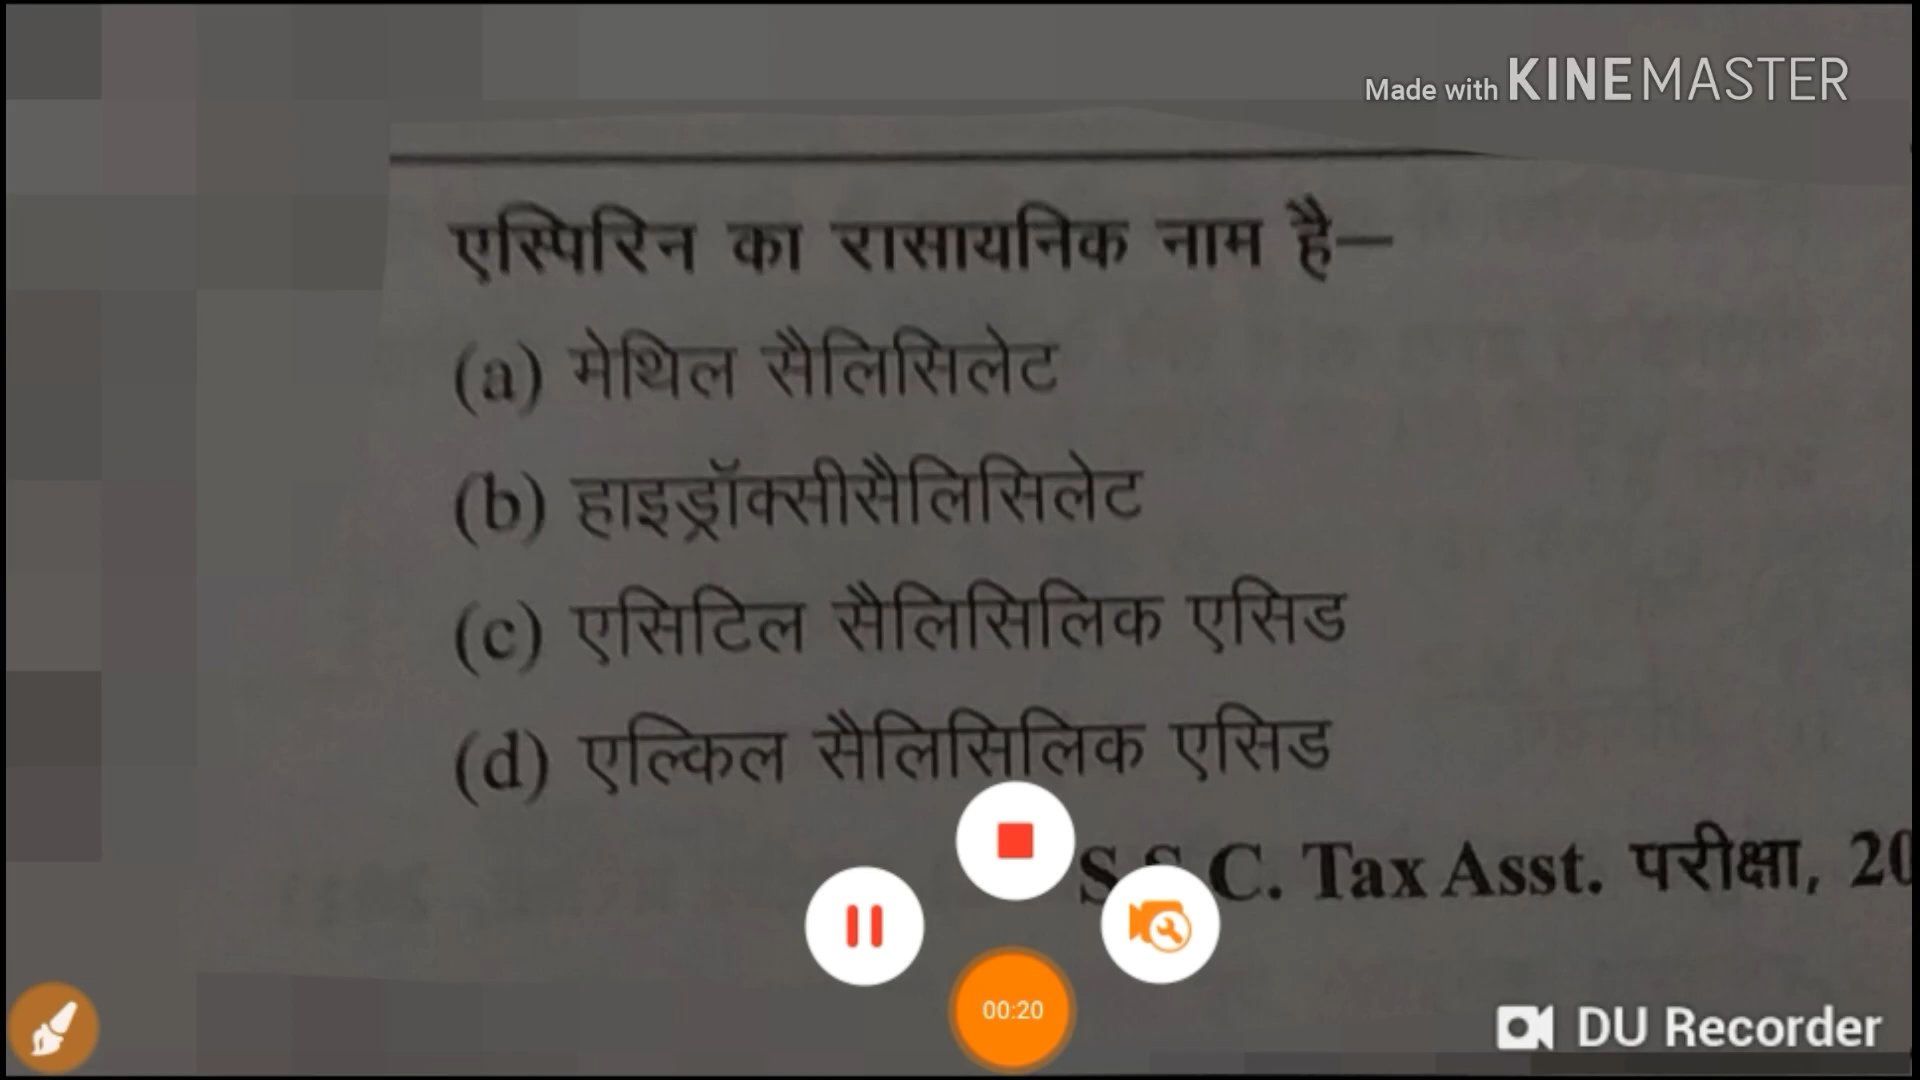 Made with KINEMASTER
एस्पिरिन का रासायनिक नाम है—
(a) मेथिल सैलिसिलेट
(b) हाइड्रॉक्सीसैलिसिलेट
(c) एसिटिल सैलिसिलिक एसिड
(d) एल्किल सैलिसिलिक एसिड
S.S.C. Tax Asst. परीक्षा, 20
00:20
DU Recorder